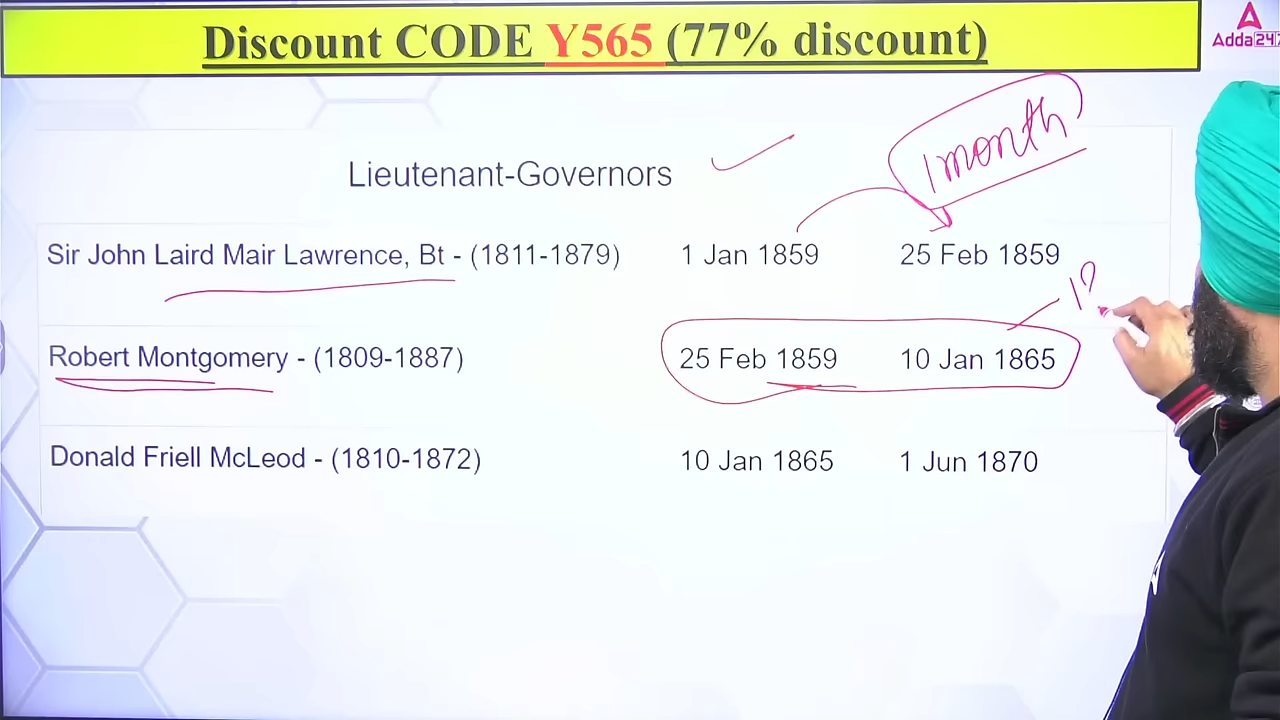 Discount CODE Y565 (77% discount)
Adda247
1 month
Lieutenant-Governors
Sir John Laird Mair Lawrence, Bt - (1811-1879) 1 Jan 1859 25 Feb 1859
Robert Montgomery - (1809-1887) 25 Feb 1859 10 Jan 1865
Donald Friell McLeod - (1810-1872) 10 Jan 1865 1 Jun 1870